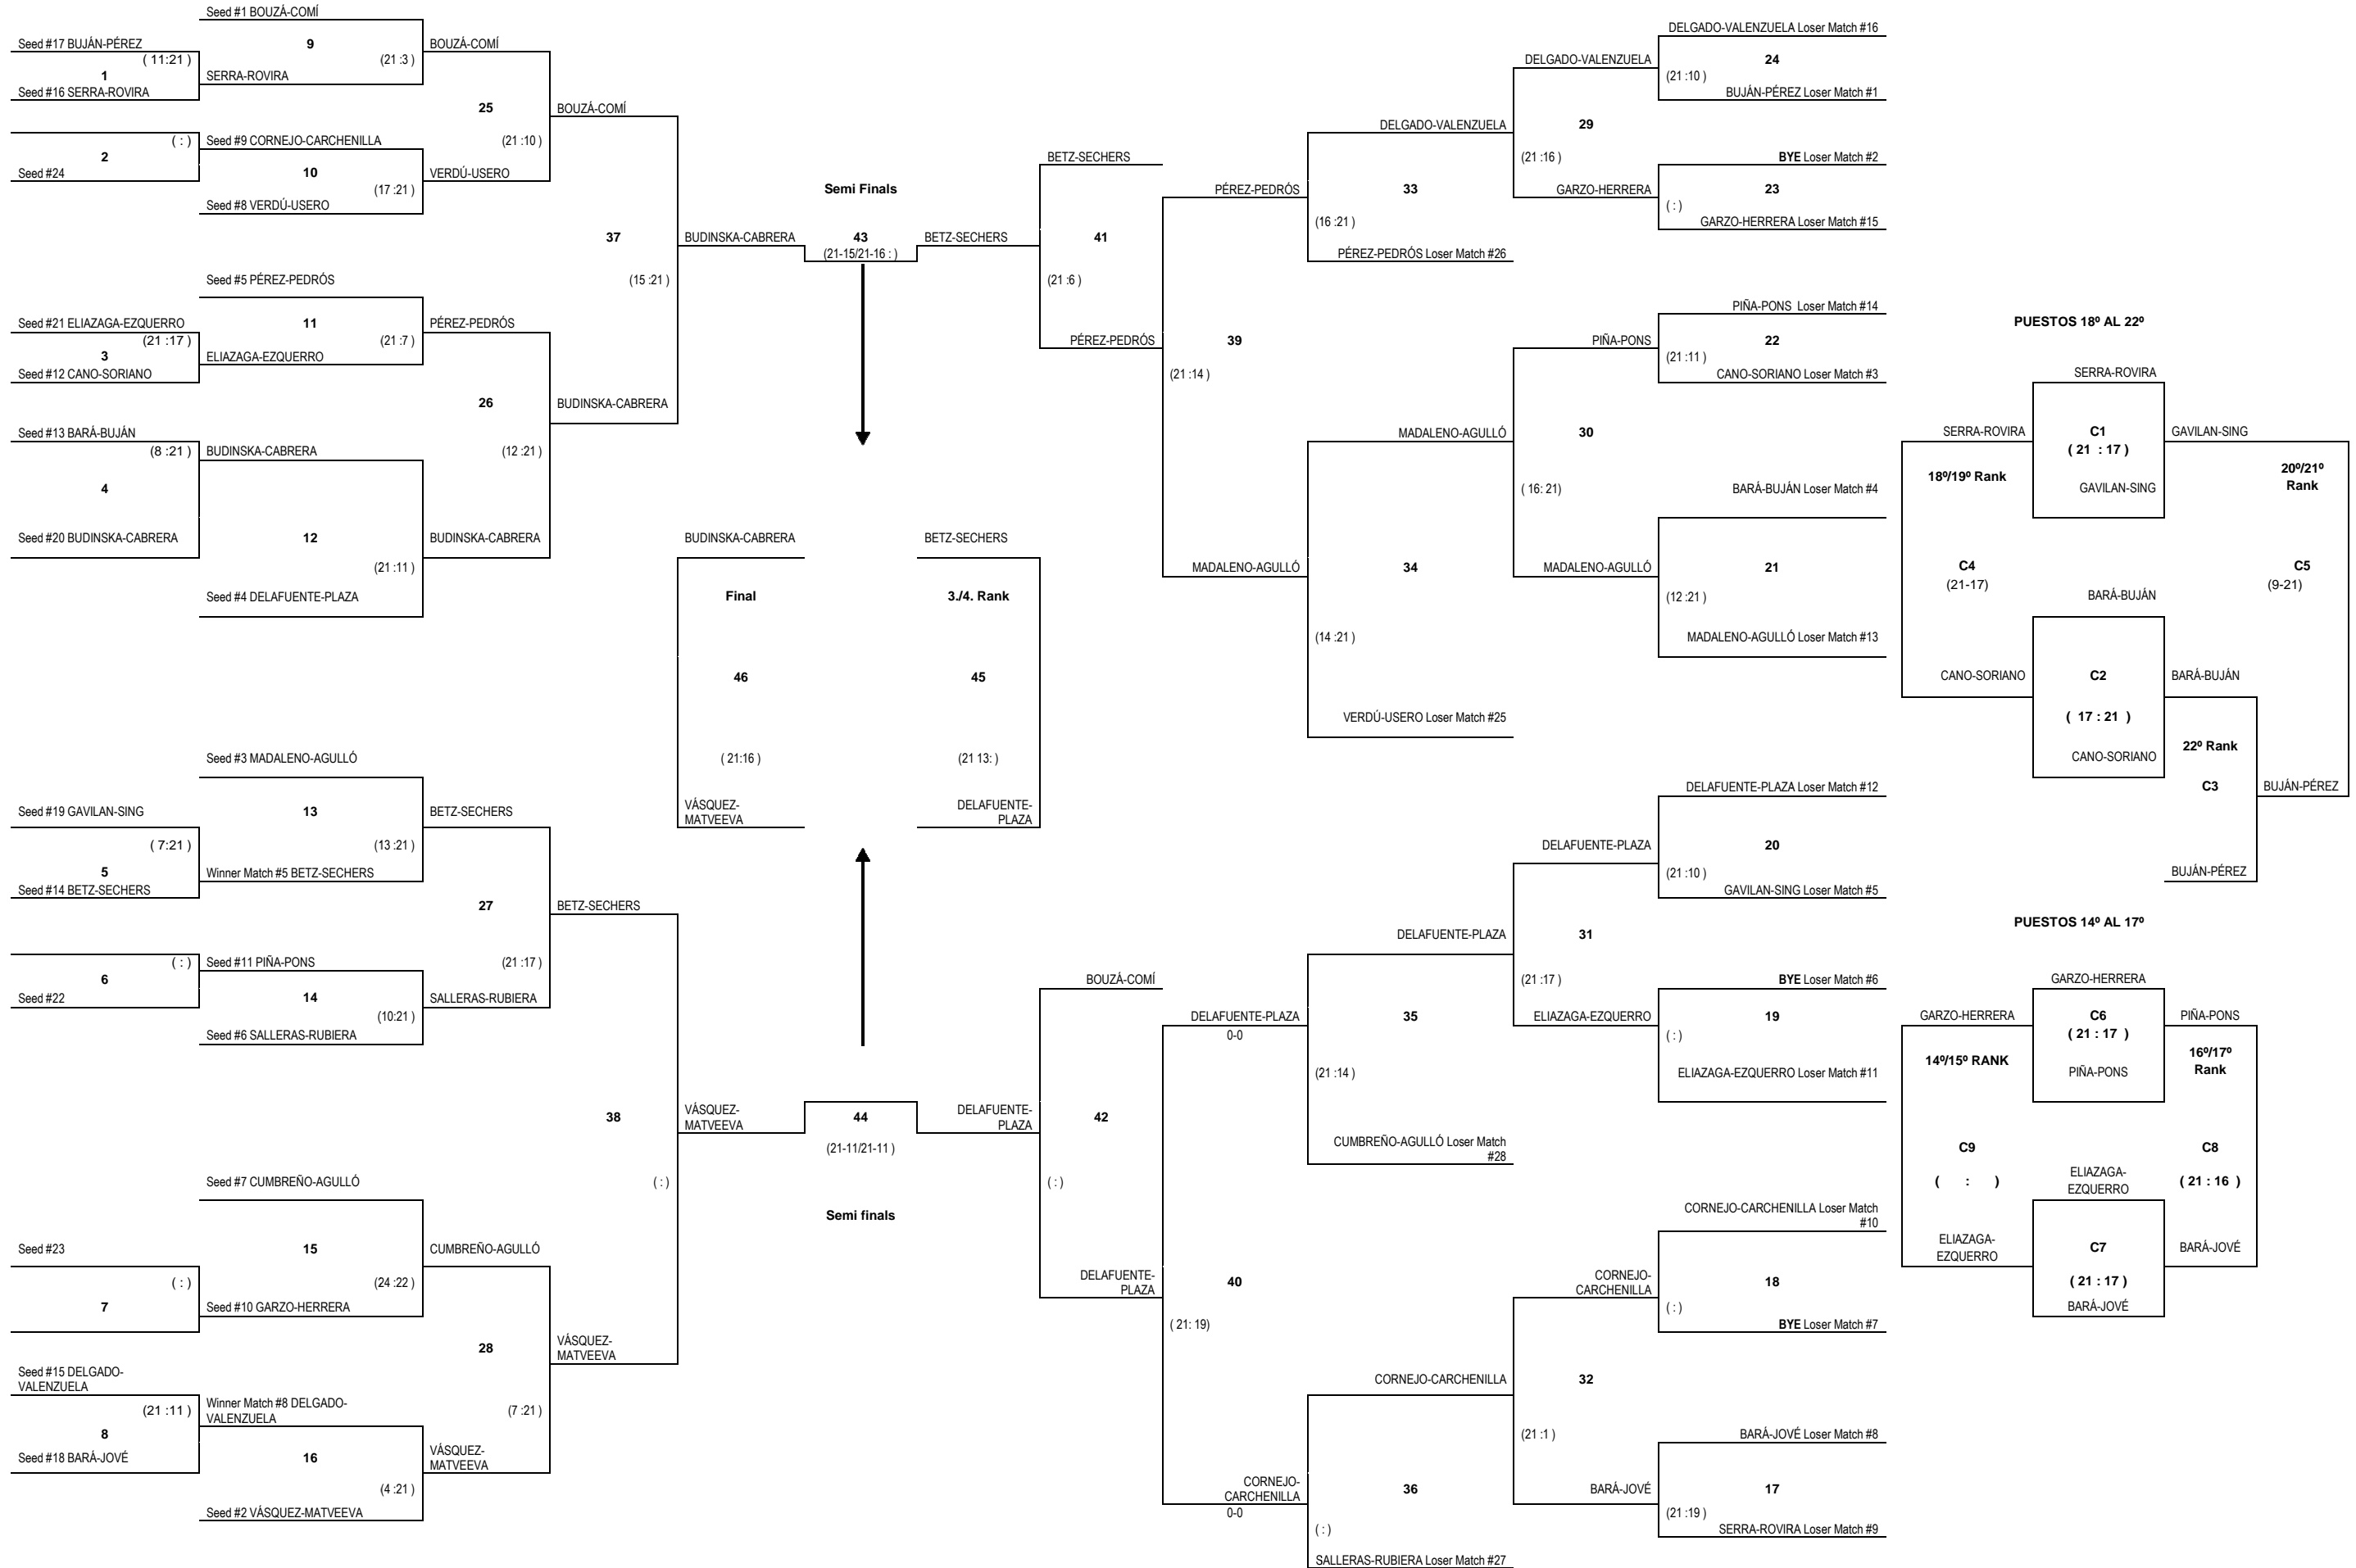 Seed #1 BOUZÁ-COMÍ
Seed #17 BUJÁN-PÉREZ
9
BOUZÁ-COMÍ
( 11:21 )
(21 :3 )
1
SERRA-ROVIRA
Seed #16 SERRA-ROVIRA
25
BOUZÁ-COMÍ
( : )
Seed #9 CORNEJO-CARCHENILLA
(21 :10 )
2
Seed #24
10
VERDÚ-USERO
(17 :21 )
Seed #8 VERDÚ-USERO
37
BUDINSKA-CABRERA
Seed #5 PÉREZ-PEDRÓS
(15 :21 )
Seed #21 ELIAZAGA-EZQUERRO
11
PÉREZ-PEDRÓS
(21 :17 )
(21 :7 )
3
ELIAZAGA-EZQUERRO
Seed #12 CANO-SORIANO
26
BUDINSKA-CABRERA
Seed #13 BARÁ-BUJÁN
(8 :21 )
BUDINSKA-CABRERA
(12 :21 )
4
Seed #20 BUDINSKA-CABRERA
12
BUDINSKA-CABRERA
(21 :11 )
Seed #4 DELAFUENTE-PLAZA
Seed #3 MADALENO-AGULLÓ
Seed #19 GAVILAN-SING
13
BETZ-SECHERS
( 7:21 )
(13 :21 )
5
Winner Match #5 BETZ-SECHERS
Seed #14 BETZ-SECHERS
27
BETZ-SECHERS
( : )
Seed #11 PIÑA-PONS
(21 :17 )
6
Seed #22
14
SALLERAS-RUBIERA
(10:21 )
Seed #6 SALLERAS-RUBIERA
38
VÁSQUEZ-
MATVEEVA
Seed #7 CUMBREÑO-AGULLÓ
( : )
Seed #23
15
CUMBREÑO-AGULLÓ
( : )
(24 :22 )
7
Seed #10 GARZO-HERRERA
28
VÁSQUEZ-
MATVEEVA
Seed #15 DELGADO-
VALENZUELA
(21 :11 )
Winner Match #8 DELGADO-
VALENZUELA
(7 :21 )
8
Seed #18 BARÁ-JOVÉ
16
VÁSQUEZ-
MATVEEVA
(4 :21 )
Seed #2 VÁSQUEZ-MATVEEVA
Semi Finals
43
(21-15/21-16 : )
BETZ-SECHERS
BUDINSKA-CABRERA
BETZ-SECHERS
Final
3./4. Rank
46
45
( 21:16 )
(21 13: )
VÁSQUEZ-
MATVEEVA
DELAFUENTE-
PLAZA
44
(21-11/21-11 )
DELAFUENTE-
PLAZA
Semi finals
DELGADO-VALENZUELA Loser Match #16
DELGADO-VALENZUELA
24
(21 :10 )
BUJÁN-PÉREZ Loser Match #1
DELGADO-VALENZUELA
29
BETZ-SECHERS
(21 :16 )
BYE Loser Match #2
PÉREZ-PEDRÓS
33
GARZO-HERRERA
23
( : )
(16 :21 )
GARZO-HERRERA Loser Match #15
41
PÉREZ-PEDRÓS Loser Match #26
(21 :6 )
PIÑA-PONS Loser Match #14
PÉREZ-PEDRÓS
39
PIÑA-PONS
22
(21 :11 )
(21 :14 )
CANO-SORIANO Loser Match #3
MADALENO-AGULLÓ
30
( 16: 21)
BARÁ-BUJÁN Loser Match #4
MADALENO-AGULLÓ
34
MADALENO-AGULLÓ
21
(12 :21 )
(14 :21 )
MADALENO-AGULLÓ Loser Match #13
VERDÚ-USERO Loser Match #25
DELAFUENTE-PLAZA Loser Match #12
DELAFUENTE-PLAZA
20
(21 :10 )
GAVILAN-SING Loser Match #5
DELAFUENTE-PLAZA
31
BOUZÁ-COMÍ
(21 :17 )
BYE Loser Match #6
DELAFUENTE-PLAZA
0-0
35
ELIAZAGA-EZQUERRO
19
( : )
(21 :14 )
ELIAZAGA-EZQUERRO Loser Match #11
42
CUMBREÑO-AGULLÓ Loser Match
#28
( : )
CORNEJO-CARCHENILLA Loser Match
#10
DELAFUENTE-
PLAZA
40
CORNEJO-
CARCHENILLA
18
( : )
( 21: 19)
BYE Loser Match #7
CORNEJO-CARCHENILLA
32
(21 :1 )
BARÁ-JOVÉ Loser Match #8
CORNEJO-
CARCHENILLA
0-0
36
BARÁ-JOVÉ
17
(21 :19 )
( : )
SERRA-ROVIRA Loser Match #9
SALLERAS-RUBIERA Loser Match #27
PUESTOS 18º AL 22º
SERRA-ROVIRA
SERRA-ROVIRA
C1
GAVILAN-SING
( 21 : 17 )
18º/19º Rank
GAVILAN-SING
20º/21º
Rank
C4
C5
(21-17)
(9-21)
BARÁ-BUJÁN
CANO-SORIANO
C2
BARÁ-BUJÁN
( 17 : 21 )
22º Rank
CANO-SORIANO
C3
BUJÁN-PÉREZ
BUJÁN-PÉREZ
PUESTOS 14º AL 17º
GARZO-HERRERA
GARZO-HERRERA
C6
PIÑA-PONS
( 21 : 17 )
14º/15º RANK
PIÑA-PONS
16º/17º
Rank
C9
C8
( : )
ELIAZAGA-
EZQUERRO
( 21 : 16 )
ELIAZAGA-
EZQUERRO
C7
BARÁ-JOVÉ
( 21 : 17 )
BARÁ-JOVÉ